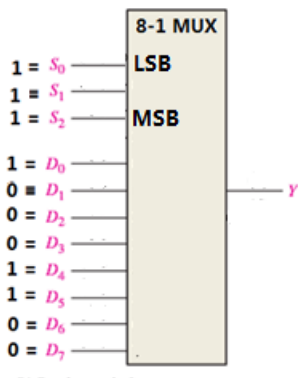 8-1 MUX
1 = S₀ LSB
1 = S₁
1 = S₂ MSB
1 = D₀
0 = D₁ Y
0 = D₂
0 = D₃
1 = D₄
1 = D₅
0 = D₆
0 = D₇